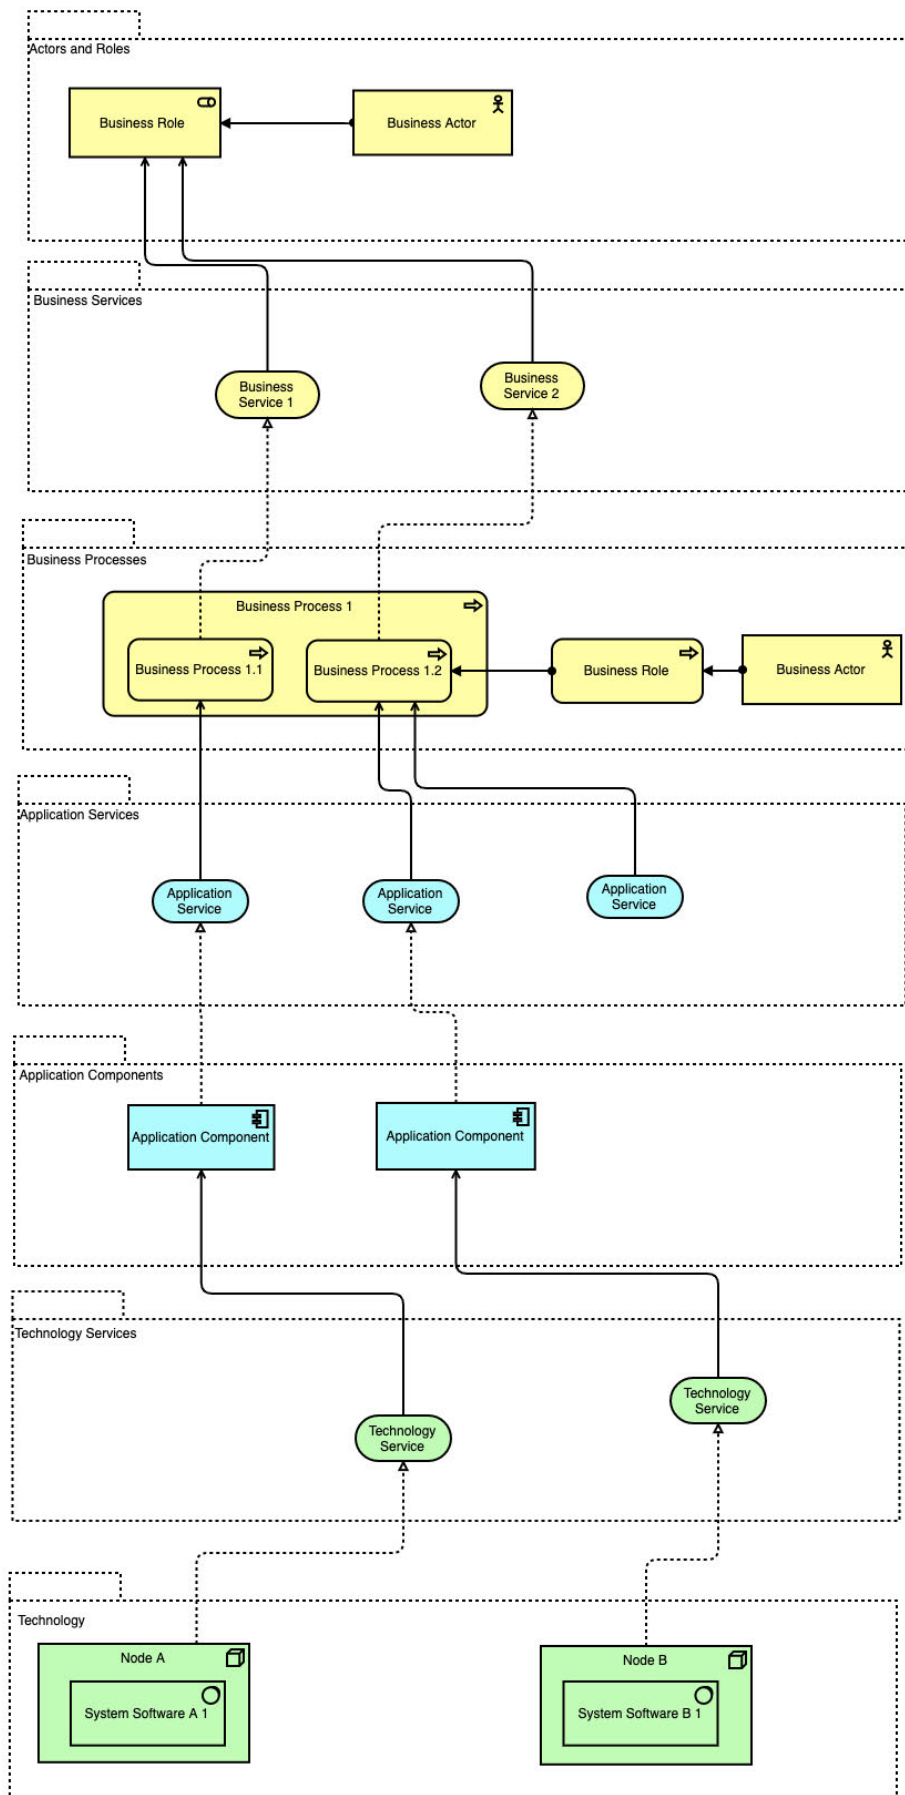 Actors and Roles
Business Role
Business Actor
Business Services
Business
Service 1
Business
Service 2
Business Processes
Business Process 1
Business Process 1.1
Business Process 1.2
Business Role
Business Actor
Application Services
Application
Service
Application
Service
Application
Service
Application Components
Application Component
Application Component
Technology Services
Technology
Service
Technology
Service
Technology
Node A
System Software A 1
Node B
System Software B 1